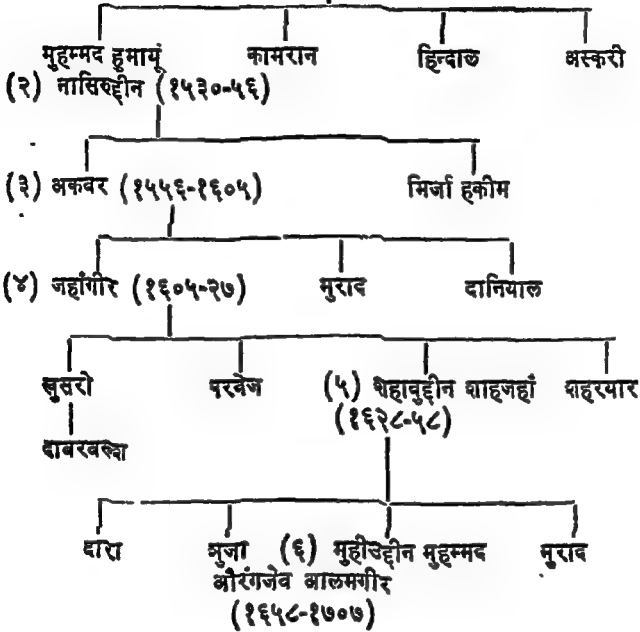 मुहम्मद हुमायूं कामरान हिन्दाल अस्करी
(२) नासिरुद्दीन (१५३०-५६)
(३) अकबर (१५५६-१६०५) मिर्जा हकीम
(४) जहांगीर (१६०५-२७) मुराद दानियाल
खुसरो परवेज (५) शहाबुद्दीन शाहजहां शहरयार
(१६२८-५८)
दाबरबख्श
दारा शुजा (६) मुहीउद्दीन मुहम्मद मुराद
औरंगजेब आलमगीर
(१६५८-१७०७)